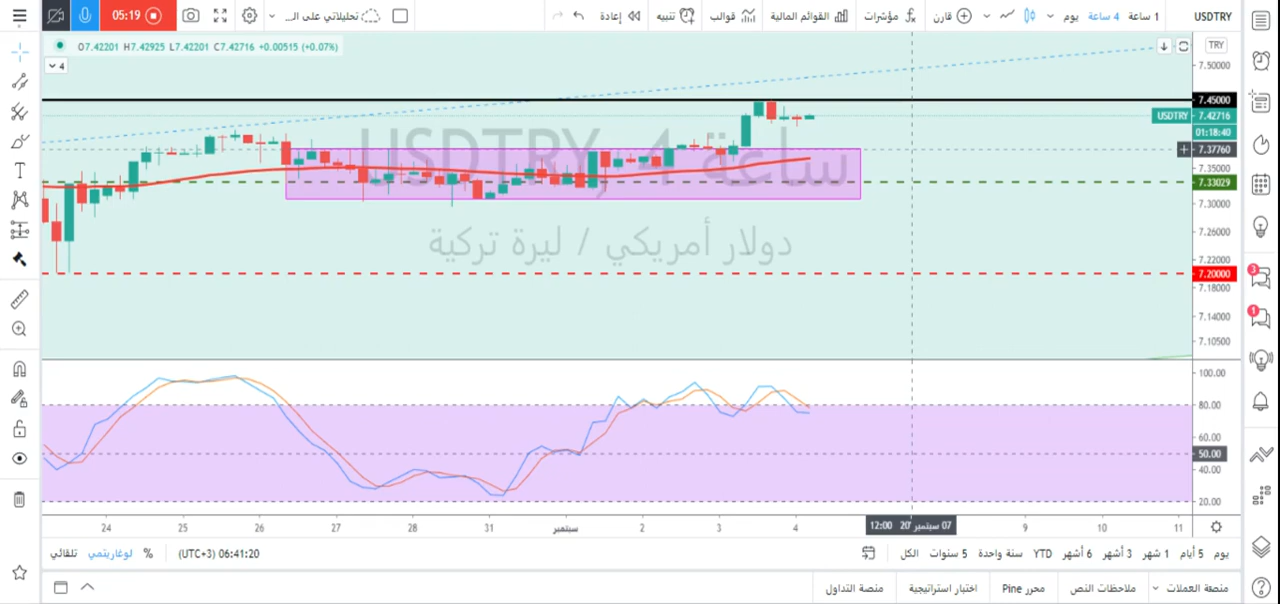 05:19
تحليلاتي على ال...
إعادة
تنبيه
قوالب
القوائم المالية
مؤشرات
قارن
يوم
4 ساعة
1 ساعة
USDTRY
O7.42201 H7.42925 L7.42201 C7.42716 +0.00515 (+0.07%)
4
TRY
7.50000
7.45000
USDTRY 7.42716
01:18:40
7.37760
7.35000
7.33029
7.30000
7.26000
7.22000
7.20000
7.18000
7.14000
7.10500
USDTRY, 4 ساعة
دولار أمريكي / ليرة تركية
100.00
80.00
60.00
50.00
40.00
20.00
24 25 26 27 28 31 سبتمبر 2 3 4 07 سبتمبر '20 12:00 9 10 11
تلقائي لوغاريتمي % (UTC+3) 06:41:20
يوم 5 أيام 1 شهر 3 أشهر 6 أشهر YTD سنة واحدة 5 سنوات الكل
منصة العملات ملاحظات النص محرر Pine اختبار استراتيجية منصة التداول
3
1